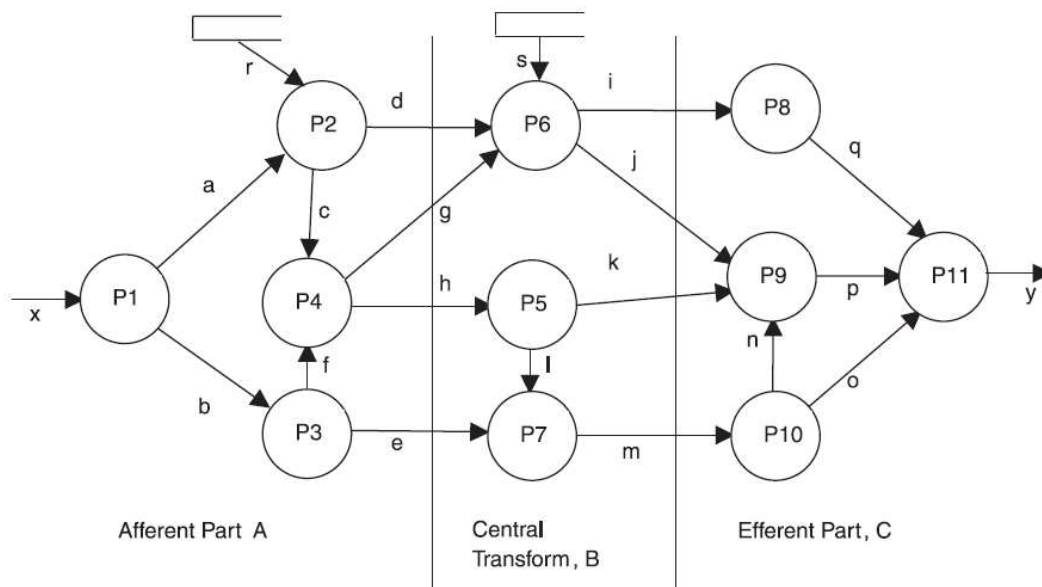 r
s
i
P2
d
P6
P8
j
q
a
c
g
k
P1
P4
h
P5
P9
p
P11
x
y
f
l
n
b
o
P3
e
P7
m
P10
Afferent Part A
Central
Transform, B
Efferent Part, C